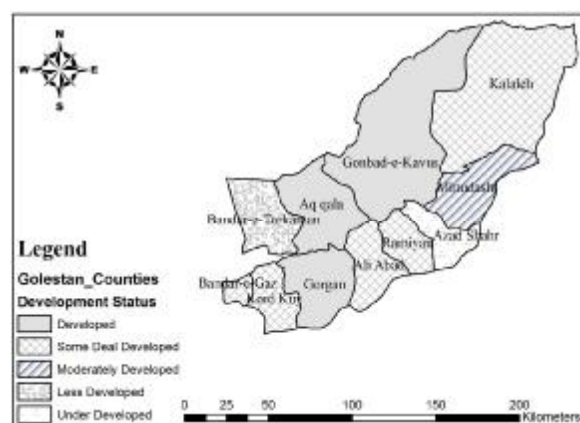 N
W E
S
Kalaleh
Gonbad-e-Kavus
Minudasht
Aq qala
Bandar-e-Torkaman
Azad Shahr
Ramiyan
Ali Abad
Bandar-e-Gaz
Kord Kuy
Gorgan
Legend
Golestan_Counties
Development Status
Developed
Some Deal Developed
Moderately Developed
Less Developed
Under Developed
0 25 50 100 150 200
Kilometers